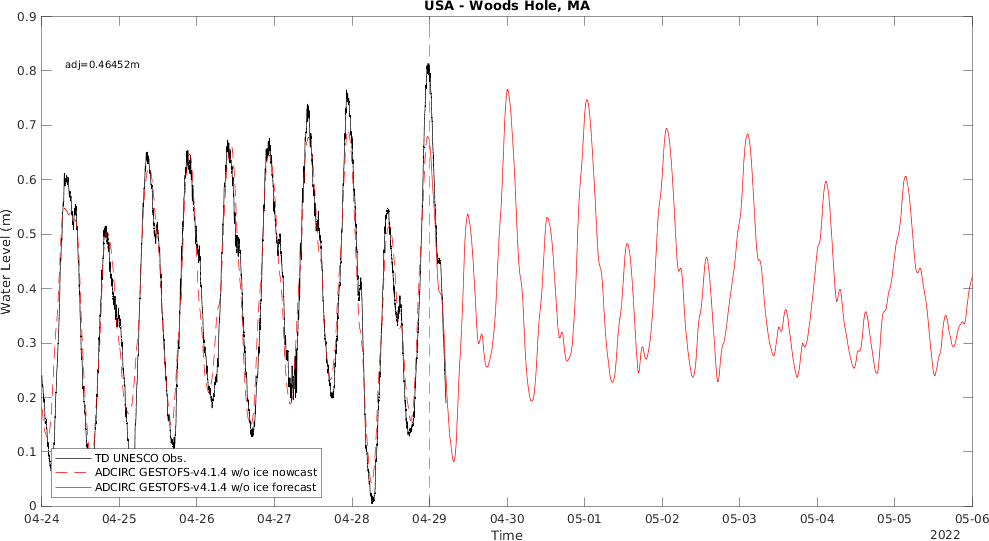 USA - Woods Hole, MA
0.9
0.8
0.7
0.6
0.5
0.4
0.3
0.2
0.1
0
Water Level (m)
adj=0.46452m
TD UNESCO Obs.
ADCIRC GESTOFS-v4.1.4 w/o ice nowcast
ADCIRC GESTOFS-v4.1.4 w/o ice forecast
04-24 04-25 04-26 04-27 04-28 04-29 04-30 05-01 05-02 05-03 05-04 05-05 05-06
Time
2022